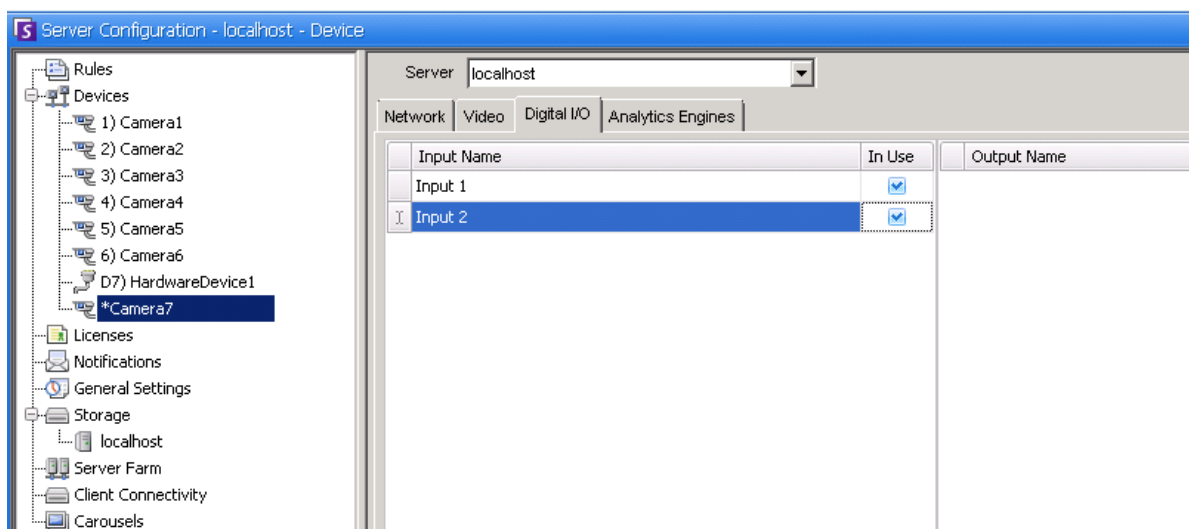 Server Configuration - localhost - Device
Rules
Devices
1) Camera1
2) Camera2
3) Camera3
4) Camera4
5) Camera5
6) Camera6
D7) HardwareDevice1
*Camera7
Licenses
Notifications
General Settings
Storage
localhost
Server Farm
Client Connectivity
Carousels
Server localhost
Network Video Digital I/O Analytics Engines
Input Name In Use Output Name
Input 1
Input 2